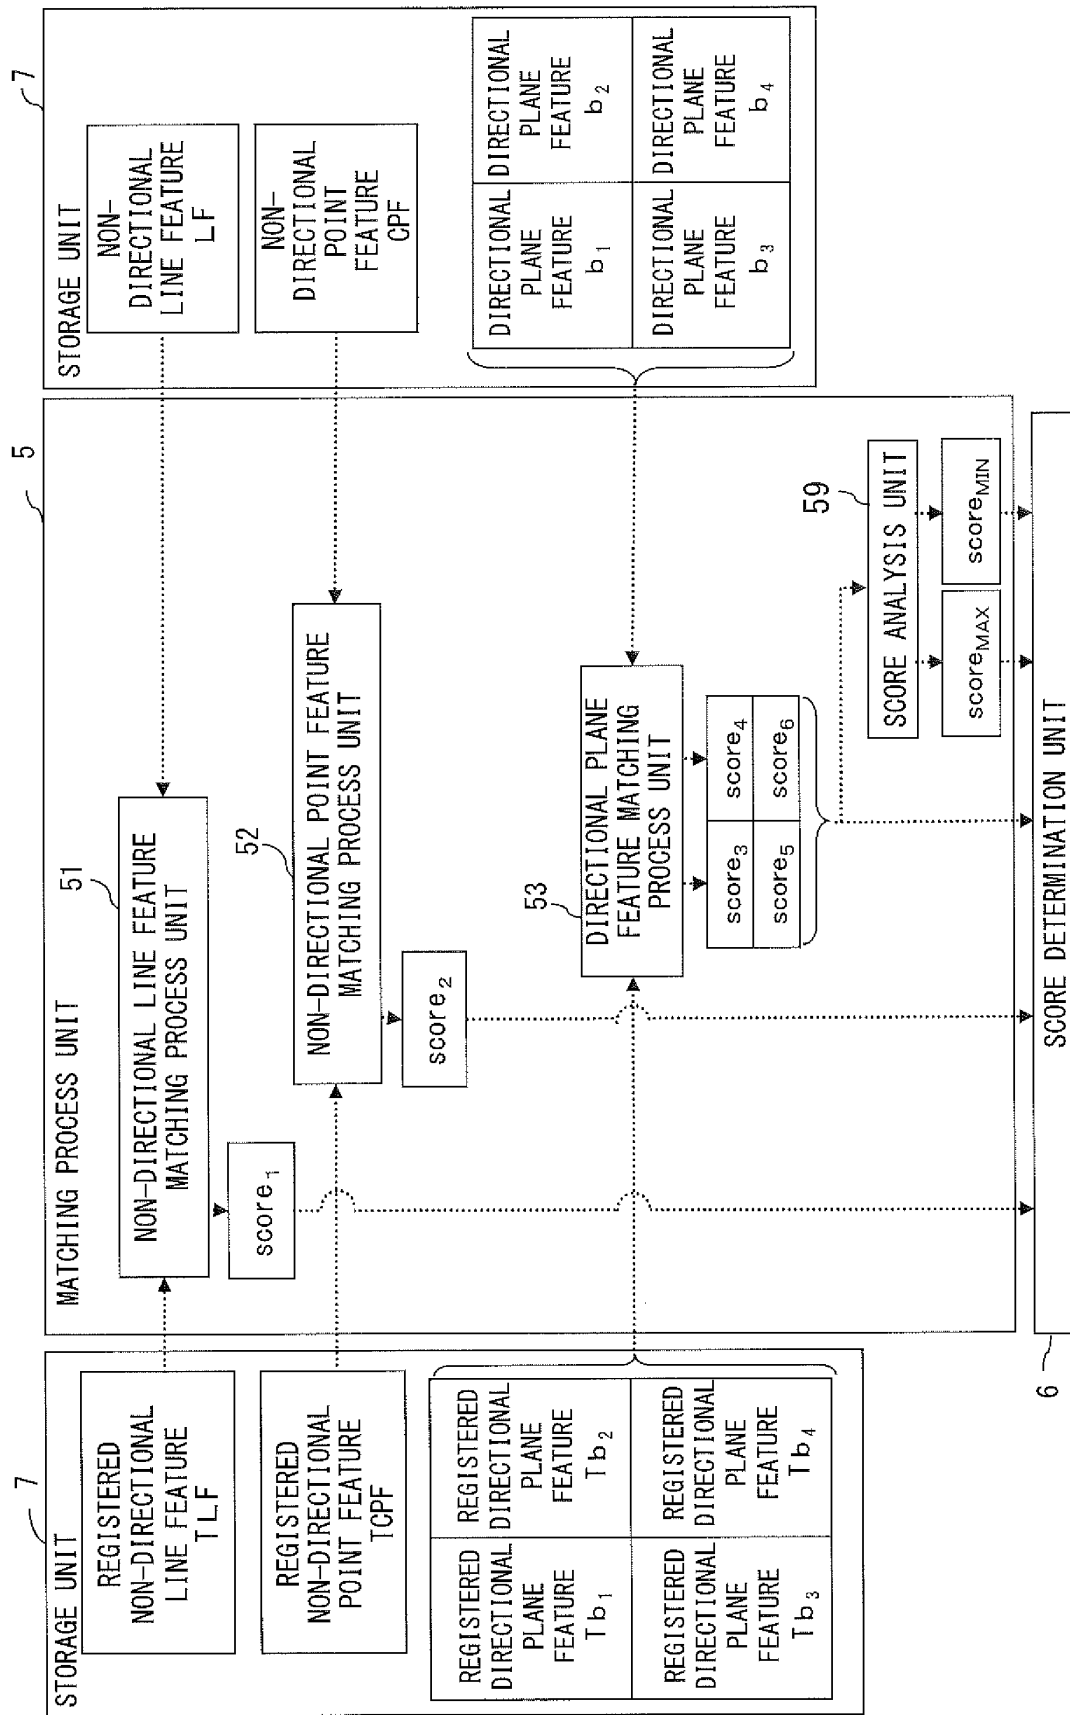 7
STORAGE UNIT
REGISTERED
NON-DIRECTIONAL
LINE FEATURE
TLF
REGISTERED
NON-DIRECTIONAL
POINT FEATURE
TCPF
REGISTERED
DIRECTIONAL
PLANE
FEATURE
Tb1
REGISTERED
DIRECTIONAL
PLANE
FEATURE
Tb2
REGISTERED
DIRECTIONAL
PLANE
FEATURE
Tb3
REGISTERED
DIRECTIONAL
PLANE
FEATURE
Tb4
5
MATCHING PROCESS UNIT
51
NON-DIRECTIONAL LINE FEATURE
MATCHING PROCESS UNIT
score1
52
NON-DIRECTIONAL POINT FEATURE
MATCHING PROCESS UNIT
score2
53
DIRECTIONAL PLANE
FEATURE MATCHING
PROCESS UNIT
score3
score4
score5
score6
59
SCORE ANALYSIS UNIT
scoreMAX
scoreMIN
7
STORAGE UNIT
NON-
DIRECTIONAL
LINE FEATURE
LF
NON-
DIRECTIONAL
POINT
FEATURE
CPF
DIRECTIONAL
PLANE
FEATURE
b1
DIRECTIONAL
PLANE
FEATURE
b2
DIRECTIONAL
PLANE
FEATURE
b3
DIRECTIONAL
PLANE
FEATURE
b4
6
SCORE DETERMINATION UNIT